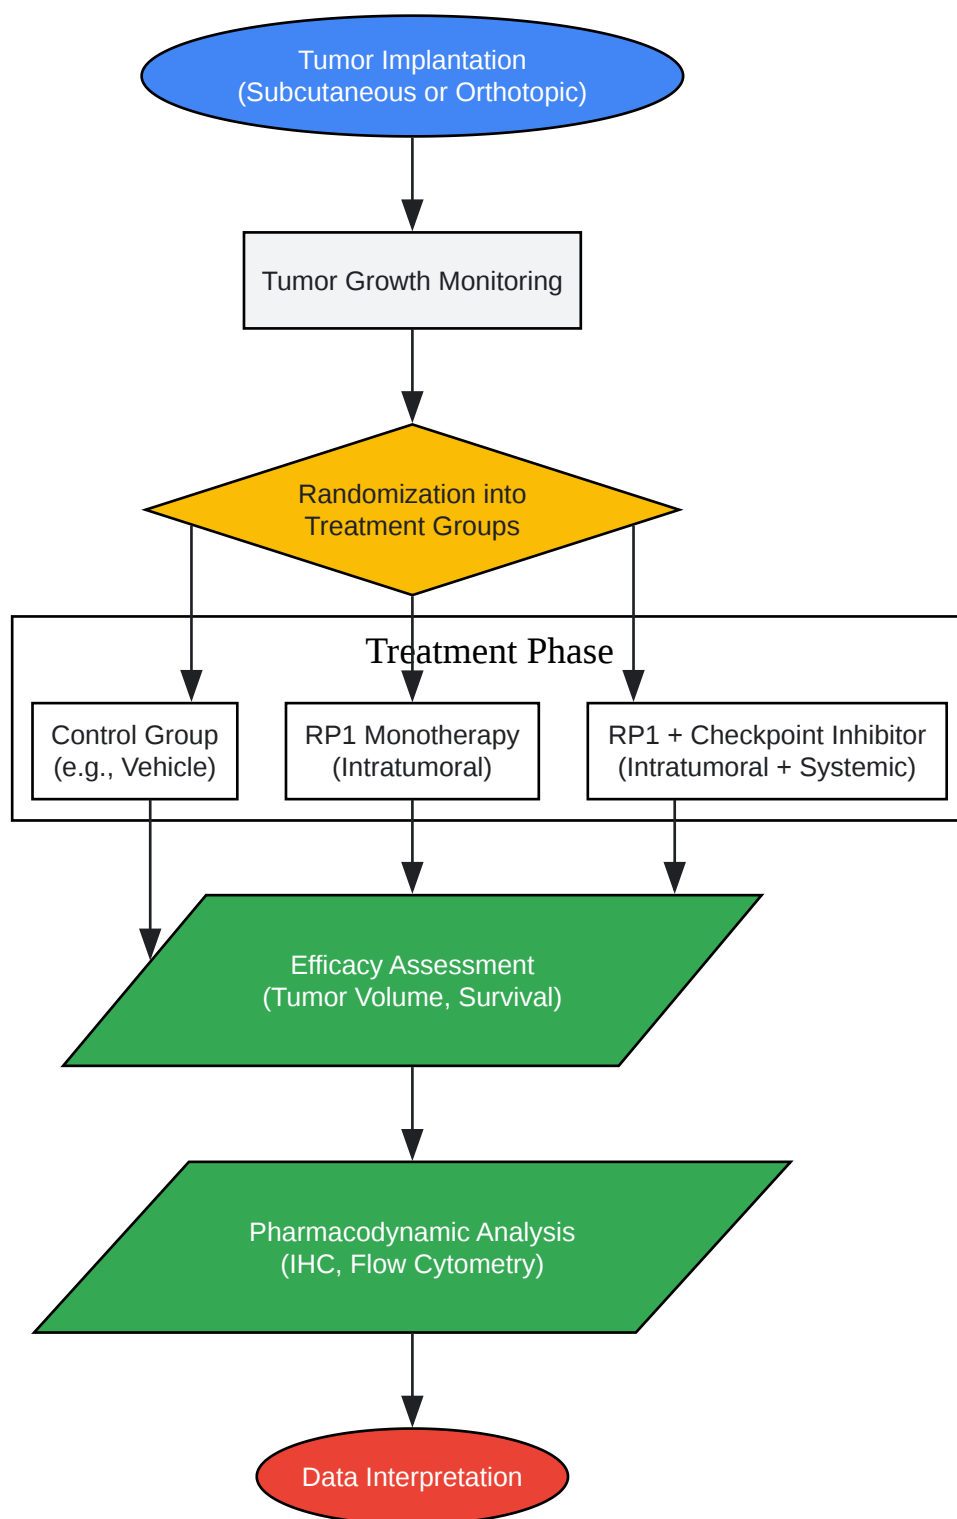 Tumor Implantation
(Subcutaneous or Orthotopic)
Tumor Growth Monitoring
Randomization into
Treatment Groups
Treatment Phase
Control Group
(e.g., Vehicle)
RP1 Monotherapy
(Intratumoral)
RP1 + Checkpoint Inhibitor
(Intratumoral + Systemic)
Efficacy Assessment
(Tumor Volume, Survival)
Pharmacodynamic Analysis
(IHC, Flow Cytometry)
Data Interpretation